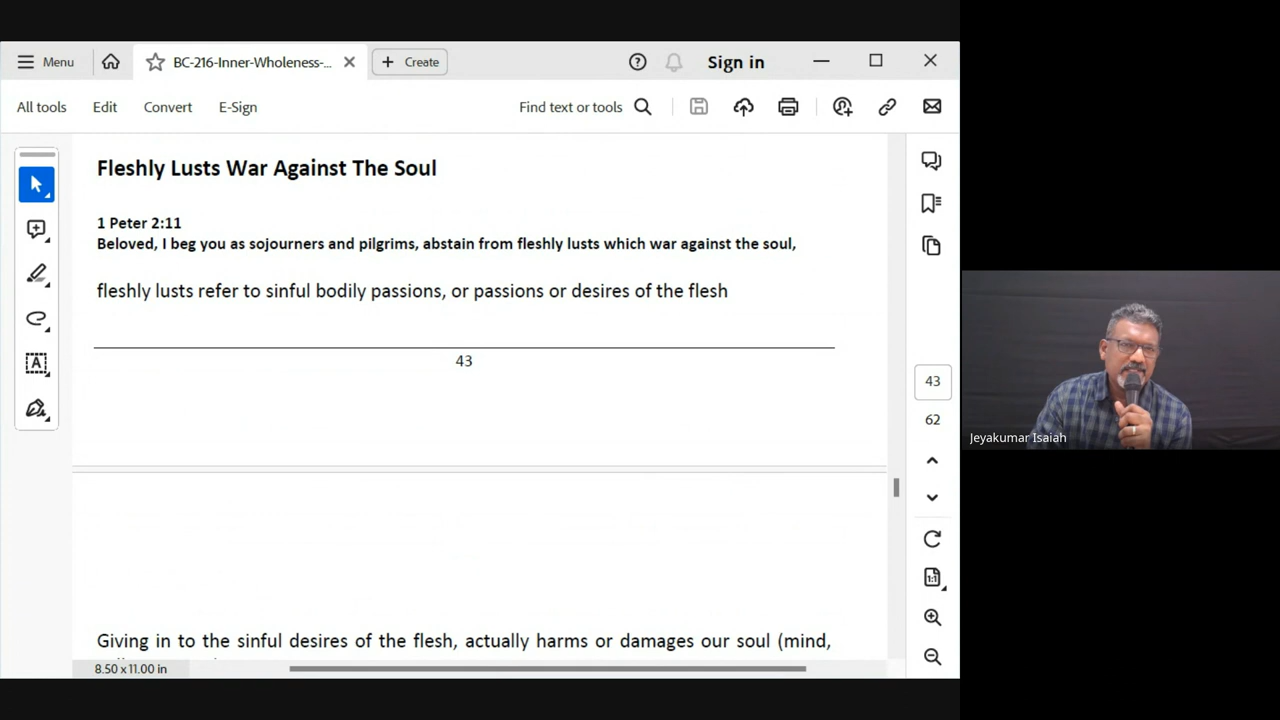 Menu
BC-216-Inner-Wholeness-...
Create
Sign in
All tools
Edit
Convert
E-Sign
Find text or tools
Fleshly Lusts War Against The Soul
1 Peter 2:11
Beloved, I beg you as sojourners and pilgrims, abstain from fleshly lusts which war against the soul,
fleshly lusts refer to sinful bodily passions, or passions or desires of the flesh
43
Giving in to the sinful desires of the flesh, actually harms or damages our soul (mind,
8.50 x 11.00 in
43
62
1:1
A
Jeyakumar Isaiah